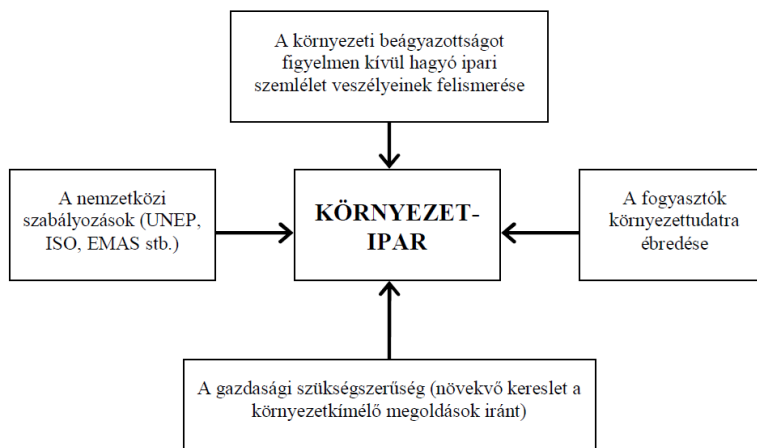 A környezeti beágyazottságot
figyelmen kívül hagyó ipari
szemlélet veszélyeinek felismerése
A nemzetközi
szabályozások (UNEP,
ISO, EMAS stb.)
KÖRNYEZET-
IPAR
A fogyasztók
környezettudatra
ébredése
A gazdasági szükségszerűség (növekvő kereslet a
környezetkímélő megoldások iránt)